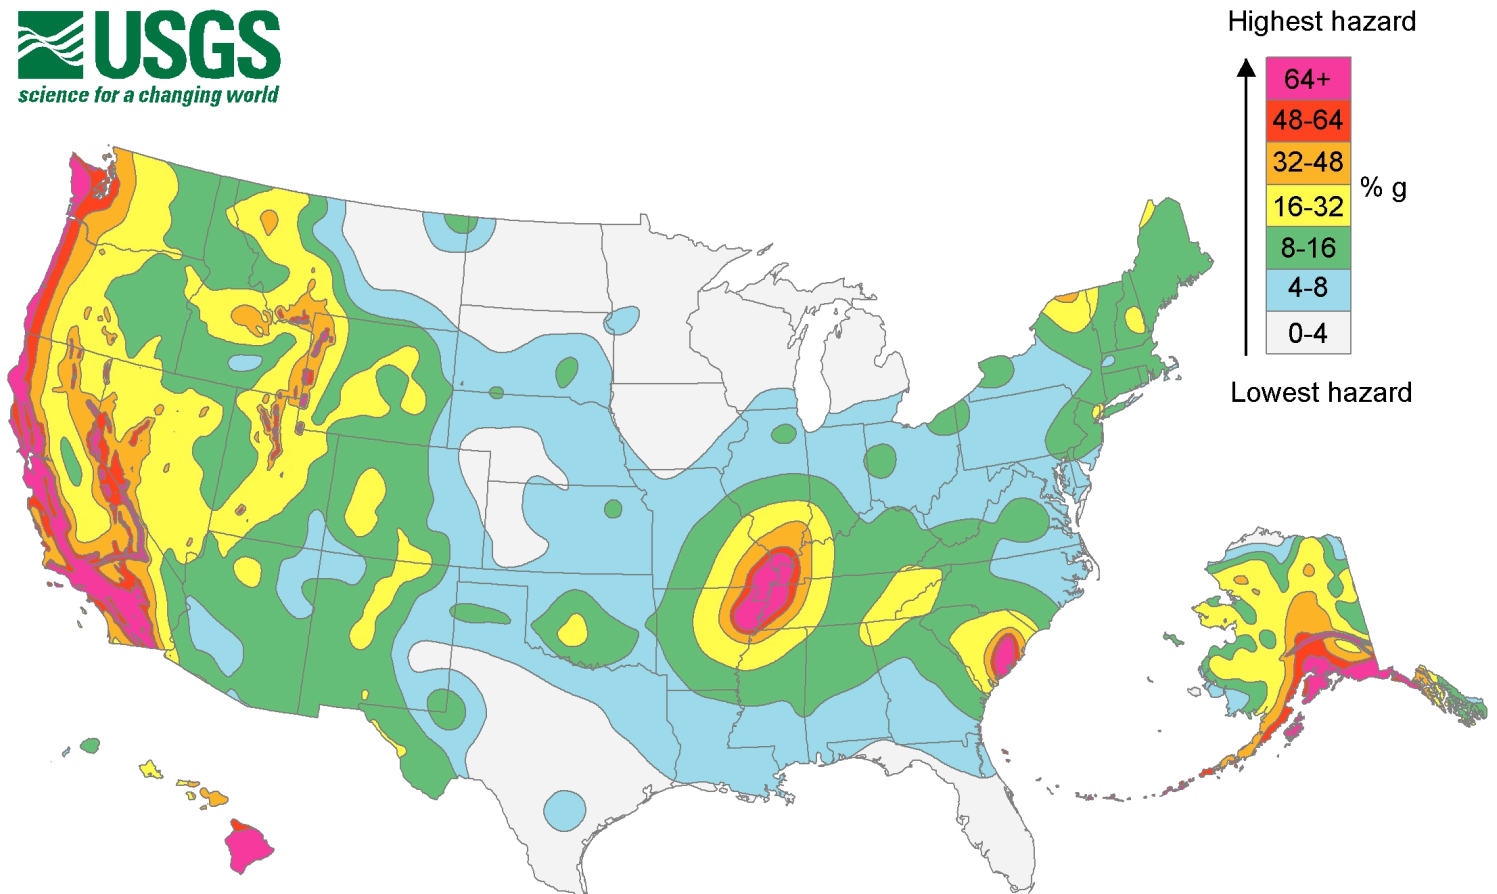 USGS
science for a changing world
Highest hazard
64+
48-64
32-48
% g
16-32
8-16
4-8
0-4
Lowest hazard